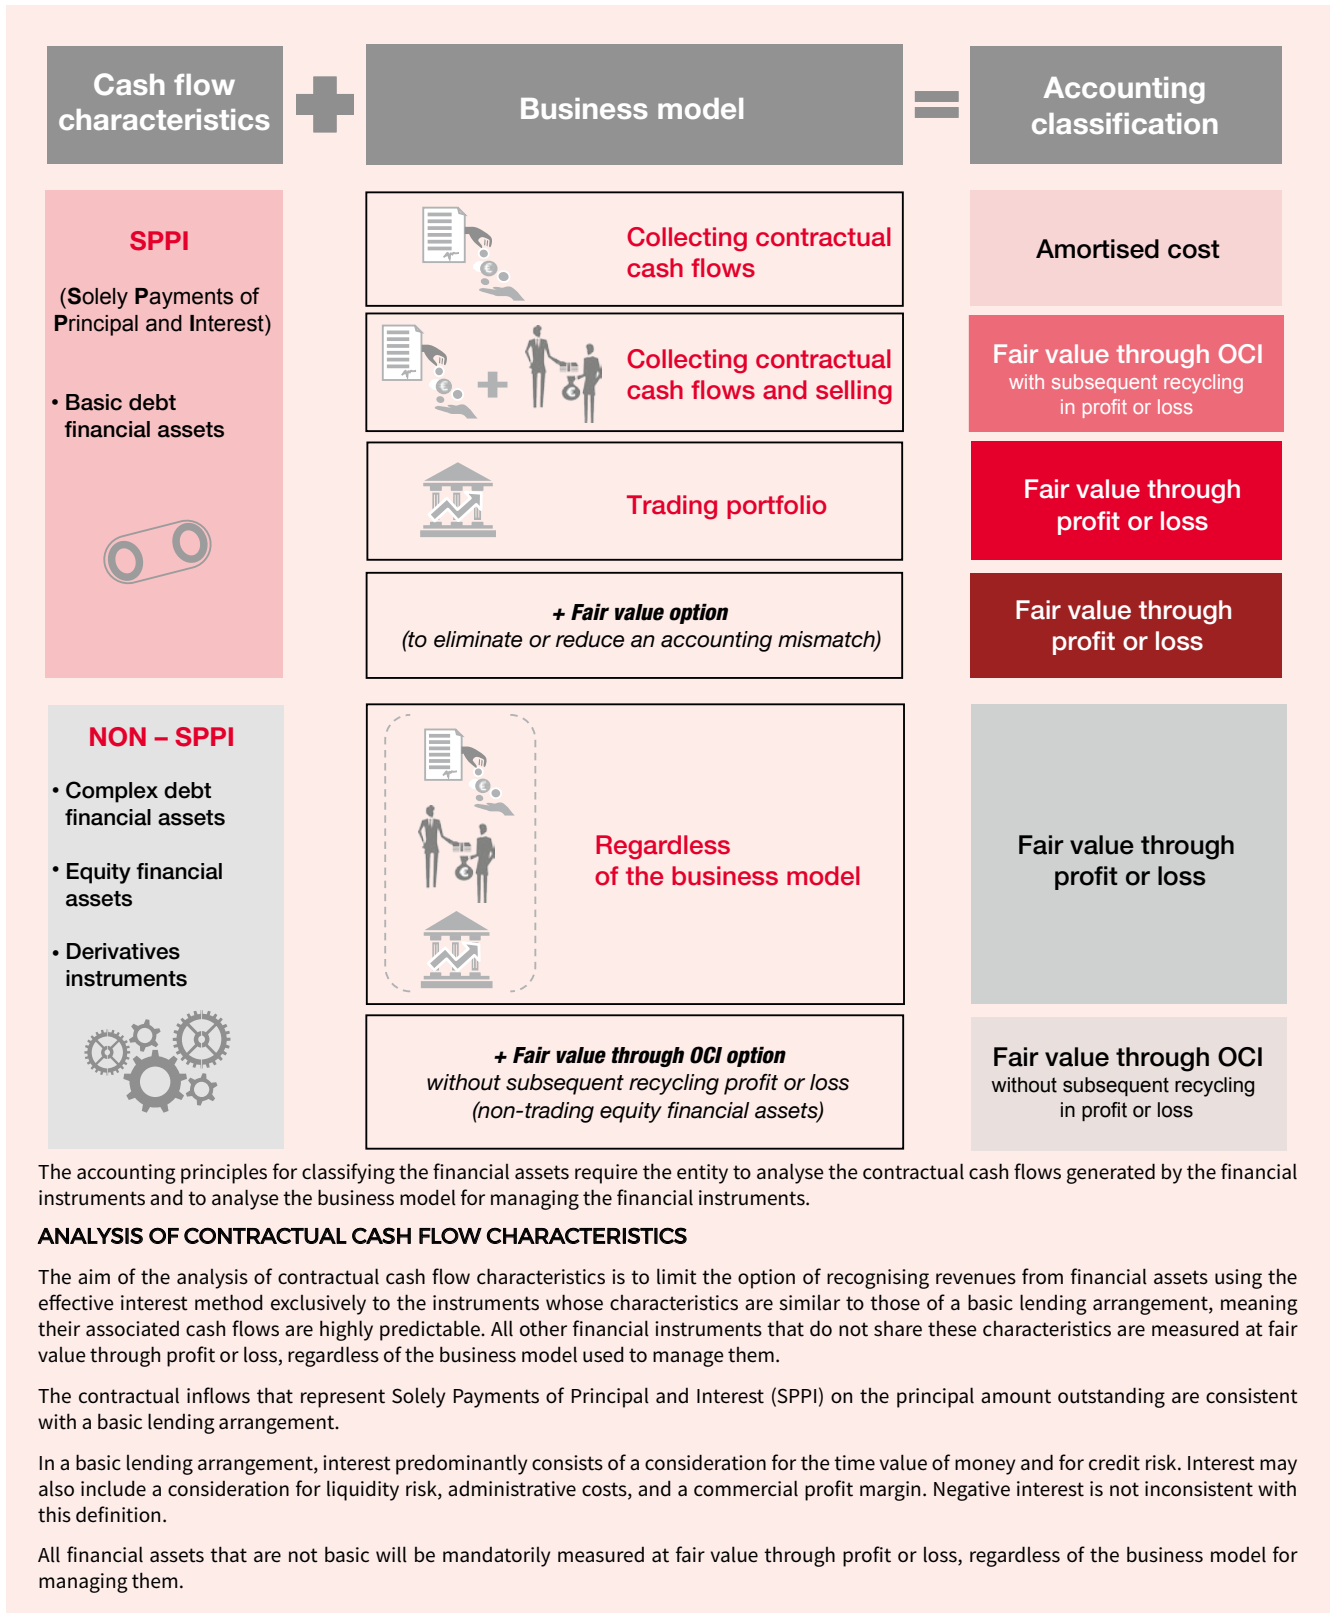 Cash flow
characteristics
Business model
Accounting
classification
SPPI
(Solely Payments of
Principal and Interest)
• Basic debt
financial assets
Collecting contractual
cash flows
Amortised cost
Collecting contractual
cash flows and selling
Fair value through OCI
with subsequent recycling
in profit or loss
Trading portfolio
Fair value through
profit or loss
+ Fair value option
(to eliminate or reduce an accounting mismatch)
Fair value through
profit or loss
NON – SPPI
• Complex debt
financial assets
• Equity financial
assets
• Derivatives
instruments
Regardless
of the business model
Fair value through
profit or loss
+ Fair value through OCI option
without subsequent recycling profit or loss
(non-trading equity financial assets)
Fair value through OCI
without subsequent recycling
in profit or loss
The accounting principles for classifying the financial assets require the entity to analyse the contractual cash flows generated by the financial
instruments and to analyse the business model for managing the financial instruments.
ANALYSIS OF CONTRACTUAL CASH FLOW CHARACTERISTICS
The aim of the analysis of contractual cash flow characteristics is to limit the option of recognising revenues from financial assets using the
effective interest method exclusively to the instruments whose characteristics are similar to those of a basic lending arrangement, meaning
their associated cash flows are highly predictable. All other financial instruments that do not share these characteristics are measured at fair
value through profit or loss, regardless of the business model used to manage them.
The contractual inflows that represent Solely Payments of Principal and Interest (SPPI) on the principal amount outstanding are consistent
with a basic lending arrangement.
In a basic lending arrangement, interest predominantly consists of a consideration for the time value of money and for credit risk. Interest may
also include a consideration for liquidity risk, administrative costs, and a commercial profit margin. Negative interest is not inconsistent with
this definition.
All financial assets that are not basic will be mandatorily measured at fair value through profit or loss, regardless of the business model for
managing them.